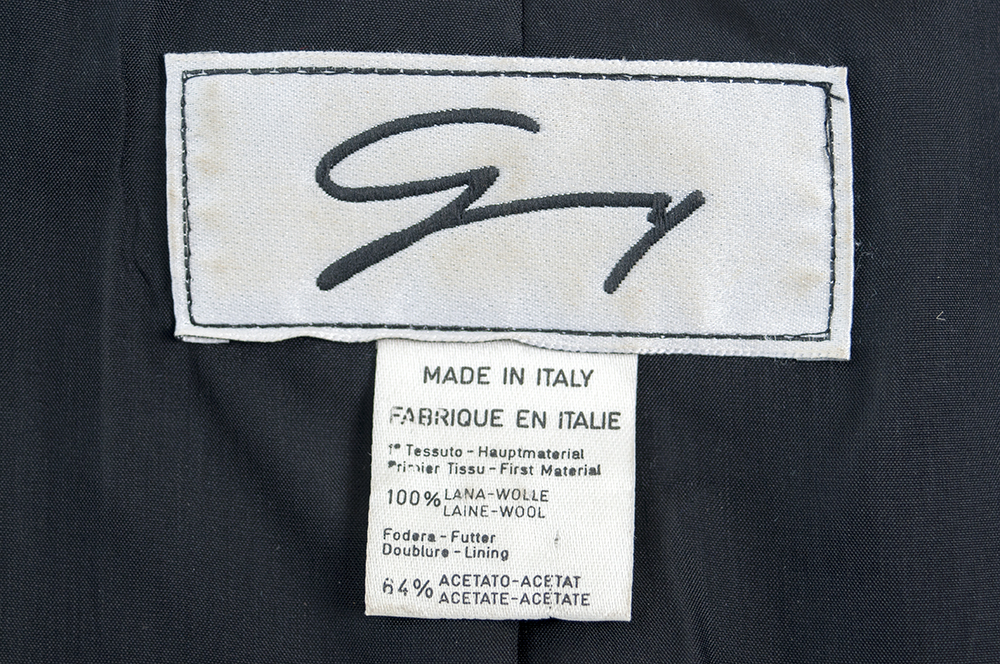 MADE IN ITALY
FABRIQUE EN ITALIE
1° Tessuto - Hauptmaterial
Primier Tissu - First Material
100% LANA-WOLLE
LAINE-WOOL
Fodera - Futter
Doublure - Lining
64% ACETATO-ACETAT
ACETATE-ACETATE